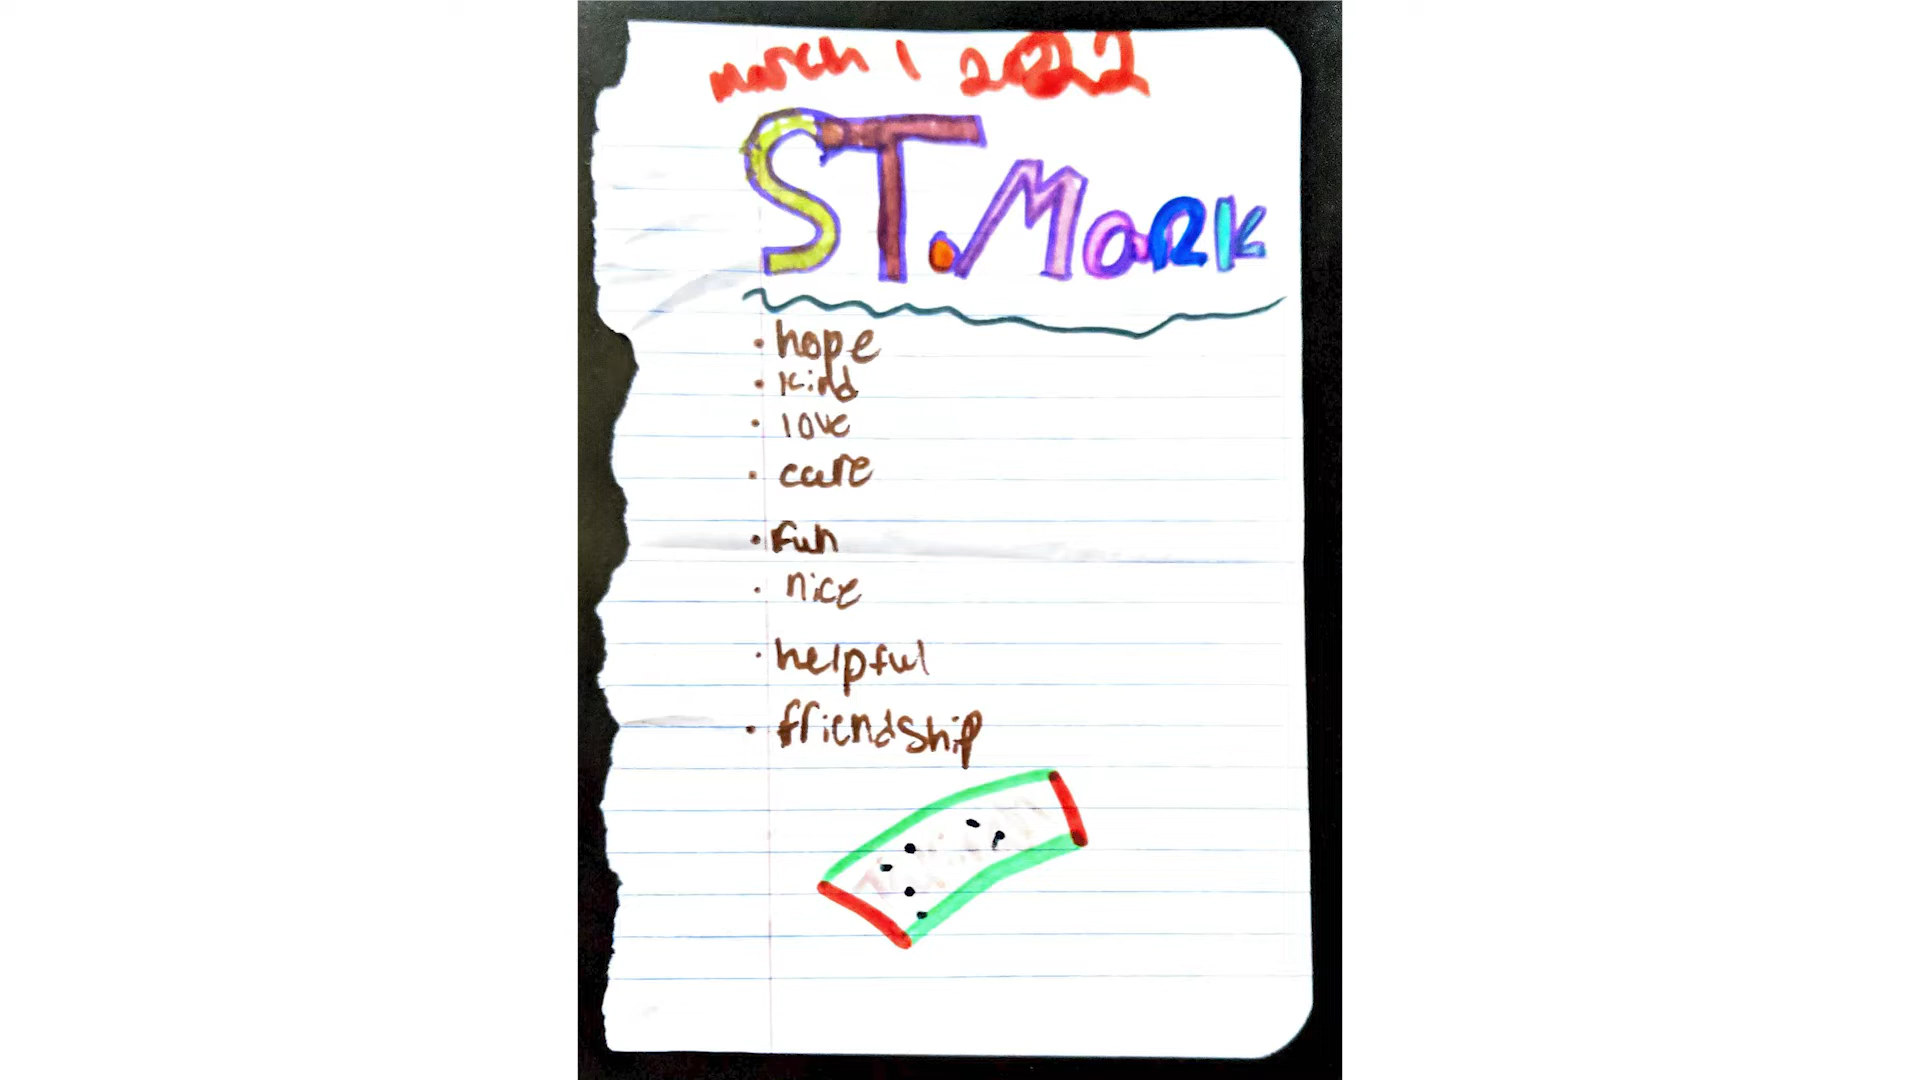 march 1 2022
ST. MaRK
• hope
• kind
• love
• care
• Fun
• nice
• helpful
• friendship